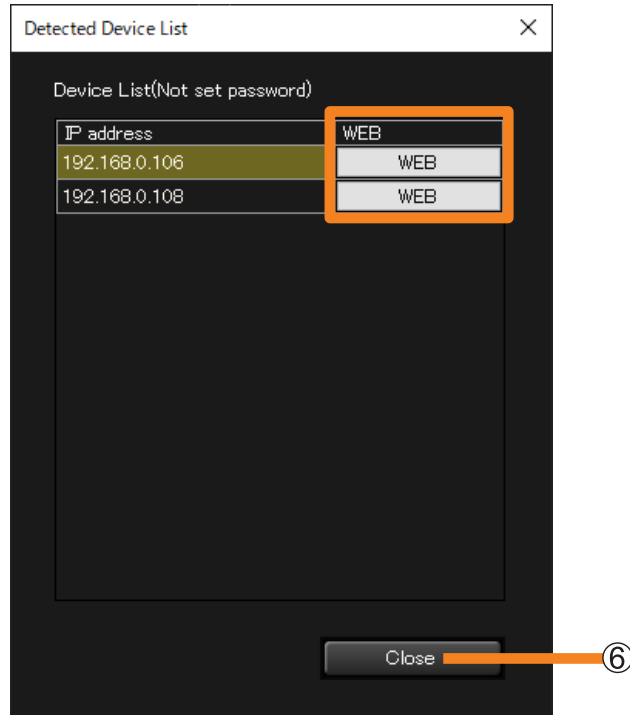 Detected Device List
Device List(Not set password)
IP address WEB
192.168.0.106 WEB
192.168.0.108 WEB
Close ⑥